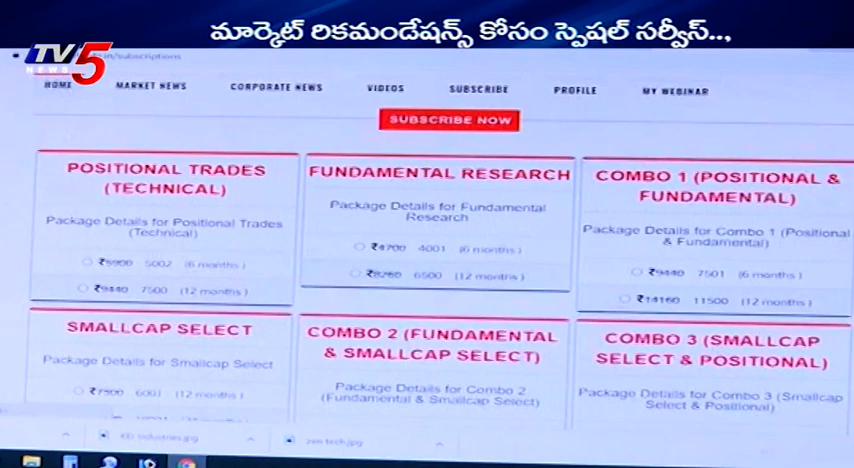 మార్కెట్ రికమండేషన్స్ కోసం స్పెషల్ సర్వీస్..,
TV5
NEWS
/subscriptions
HOME MARKET NEWS CORPORATE NEWS VIDEOS SUBSCRIBE PROFILE MY WEBINAR
SUBSCRIBE NOW
POSITIONAL TRADES
(TECHNICAL)
Package Details for Positional Trades
(Technical)
₹5900 5002 (6 months)
₹9440 7500 (12 months)
FUNDAMENTAL RESEARCH
Package Details for Fundamental
Research
₹4700 4001 (6 months)
₹8260 6500 (12 months)
COMBO 1 (POSITIONAL &
FUNDAMENTAL)
Package Details for Combo 1 (Positional
& Fundamental)
₹9440 7501 (6 months)
₹14160 11500 (12 months)
SMALLCAP SELECT
Package Details for Smallcap Select
6001 (12 months)
COMBO 2 (FUNDAMENTAL
& SMALLCAP SELECT)
Package Details for Combo 2
(Fundamental & Smallcap Select)
COMBO 3 (SMALLCAP
SELECT & POSITIONAL)
Package Details for Combo 3 (Smallcap
Select & Positional)
Industries.jpg
zen tech.jpg